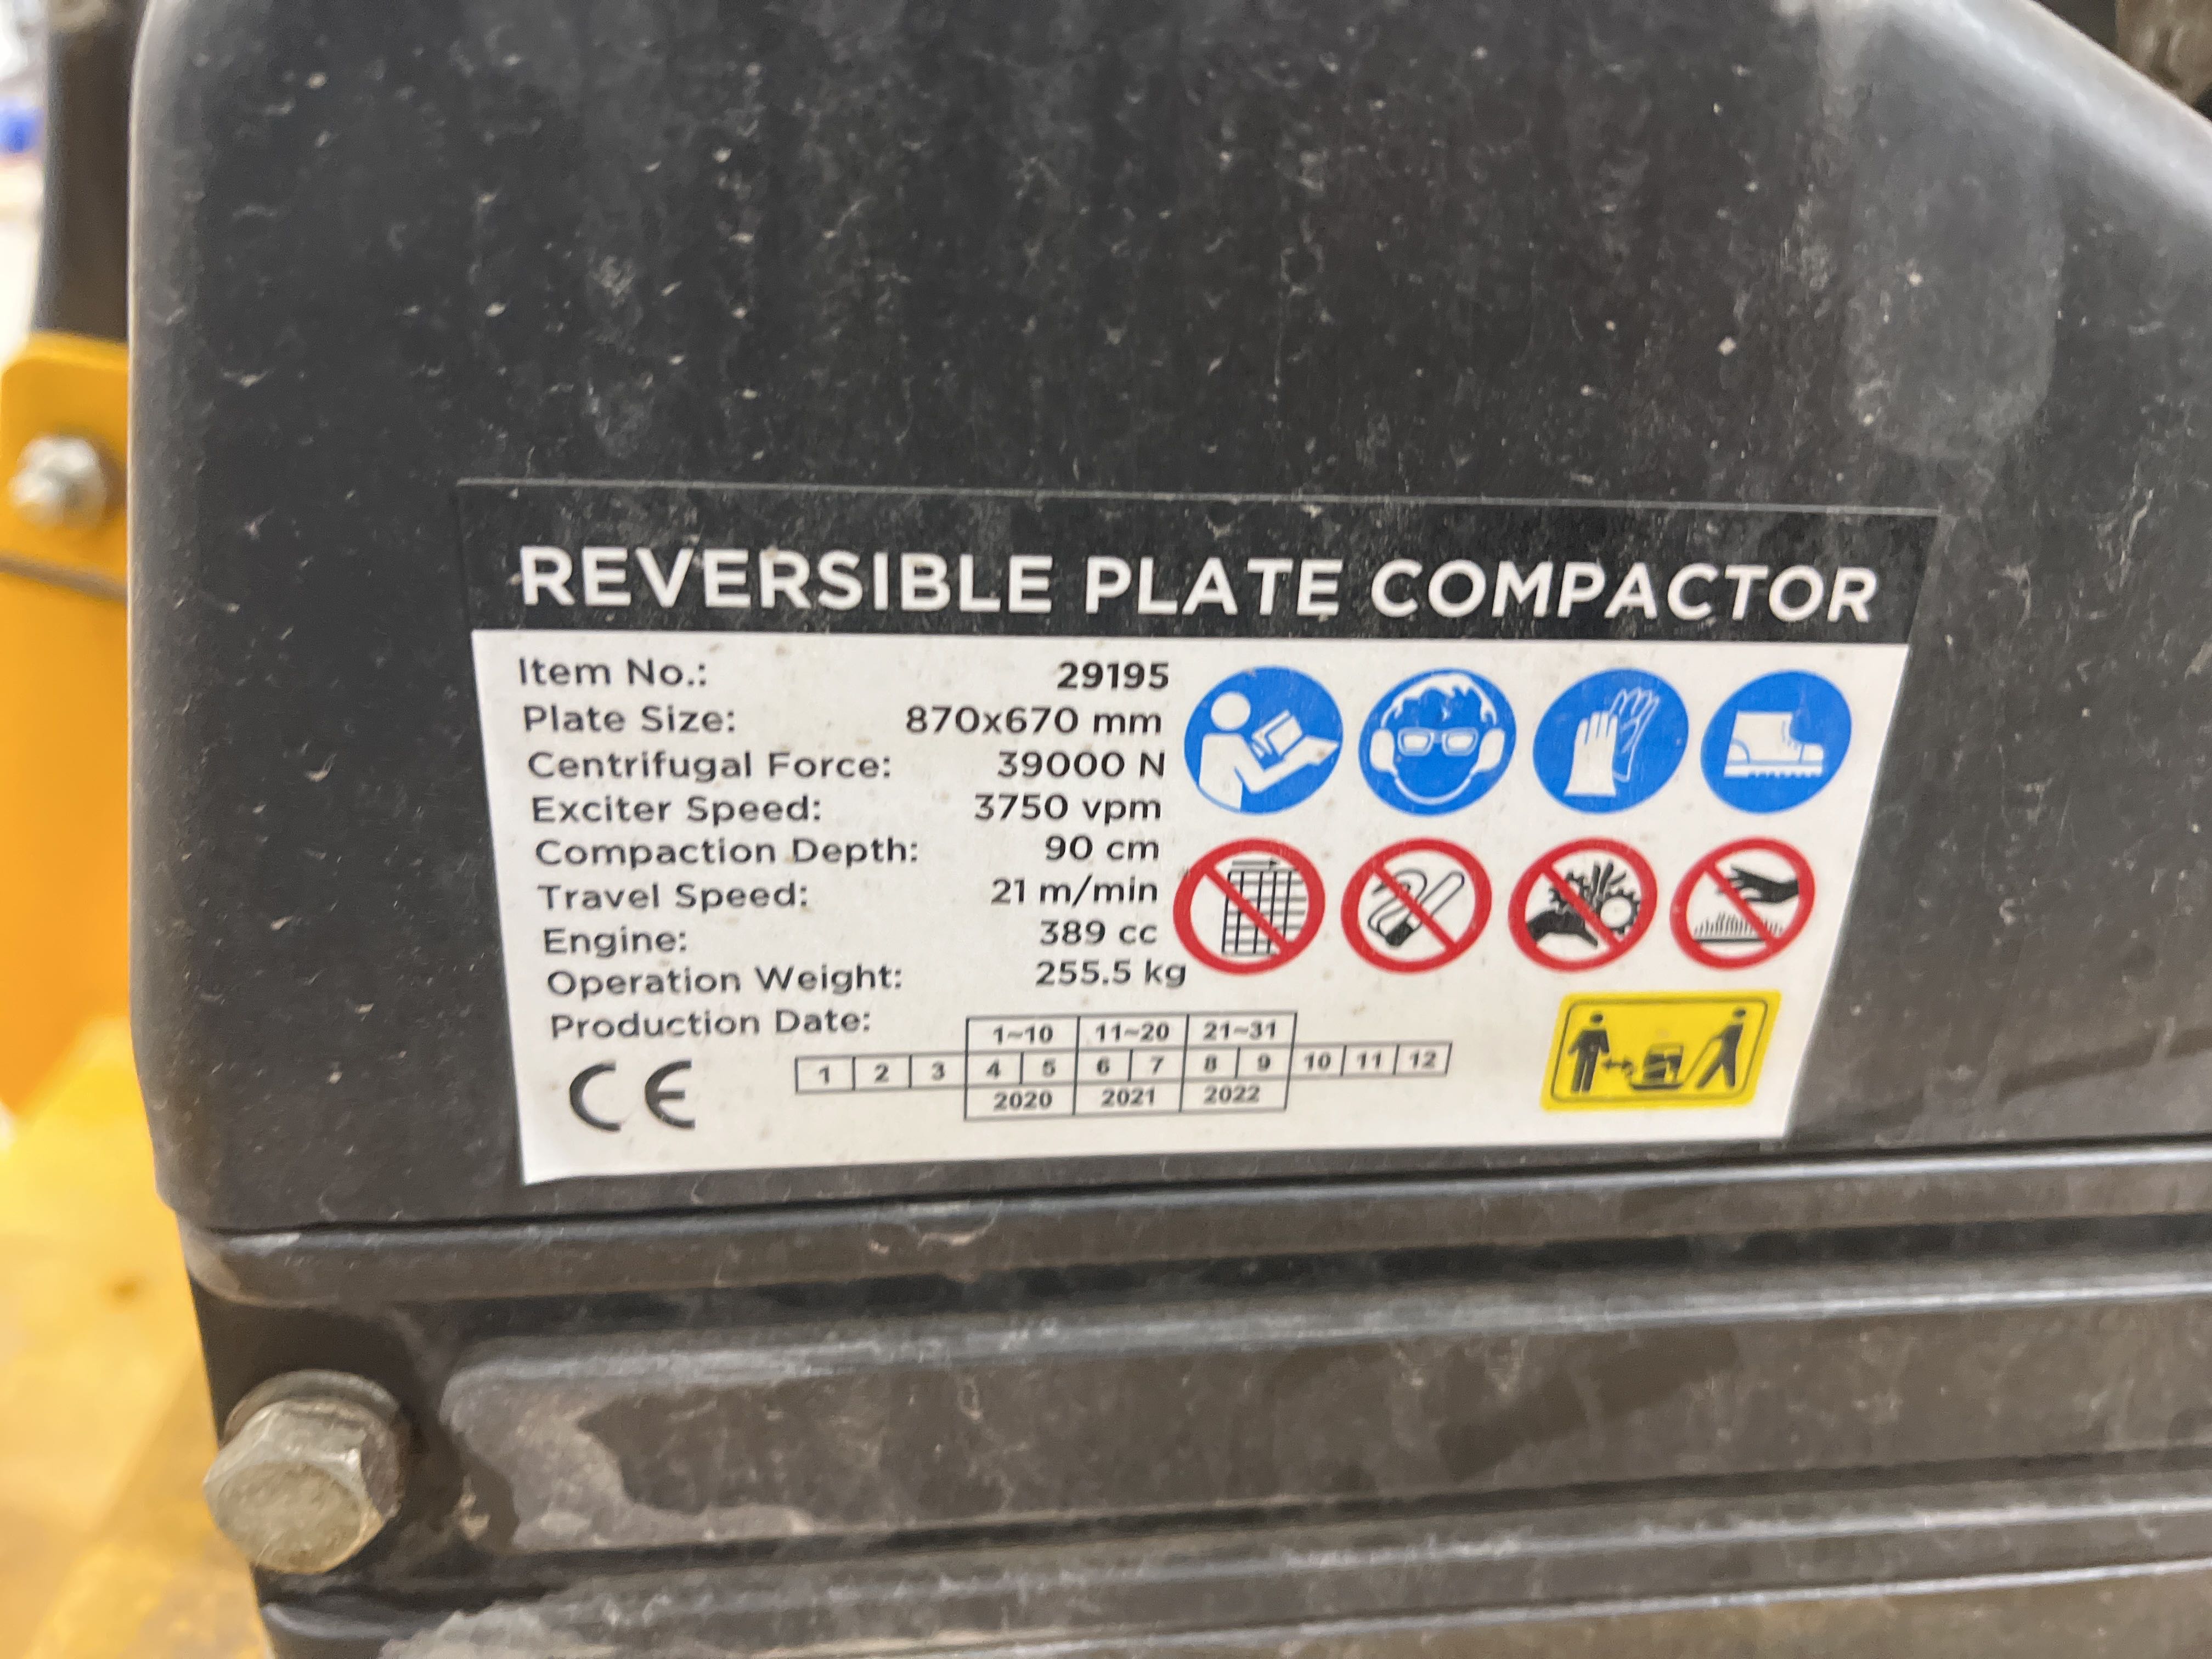 REVERSIBLE PLATE COMPACTOR
Item No.: 29195
Plate Size: 870x670 mm
Centrifugal Force: 39000 N
Exciter Speed: 3750 vpm
Compaction Depth: 90 cm
Travel Speed: 21 m/min
Engine: 389 cc
Operation Weight: 255.5 kg
Production Date:
1~10 11~20 21~31
1 2 3 4 5 6 7 8 9 10 11 12
2020 2021 2022
CE